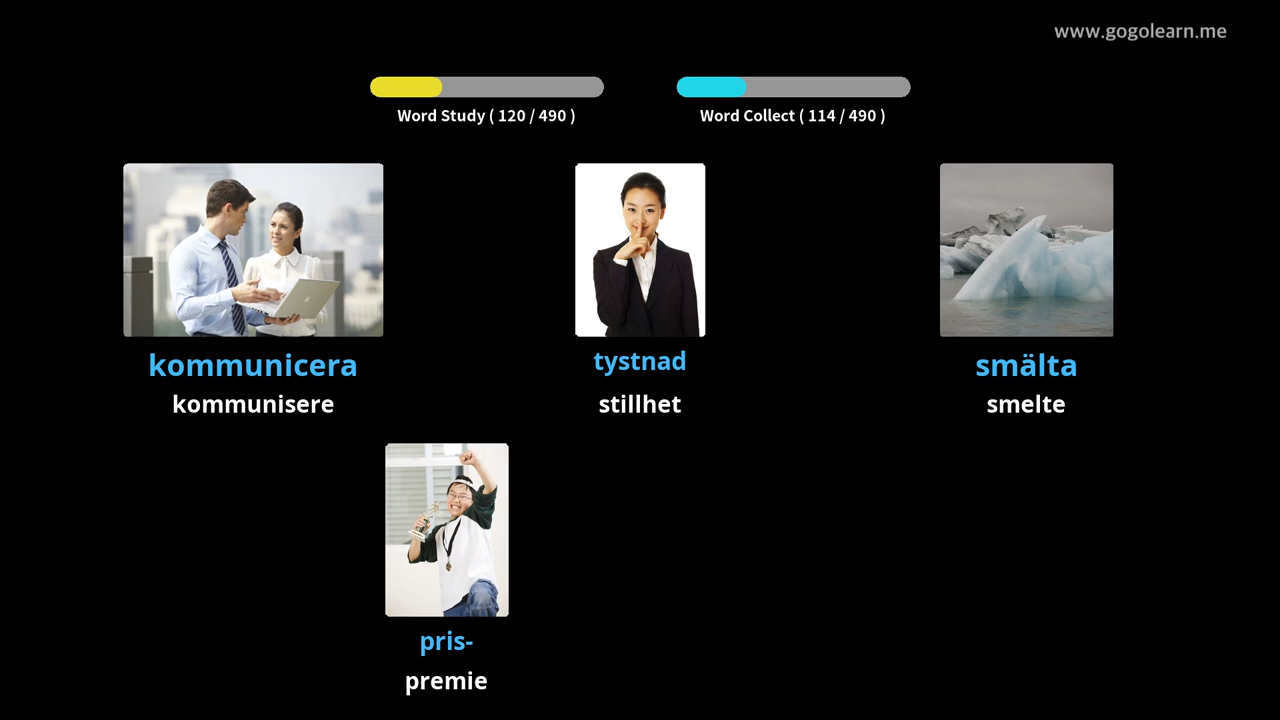 www.gogolearn.me
Word Study ( 120 / 490 )
Word Collect ( 114 / 490 )
kommunicera
kommunisere
tystnad
stillhet
smälta
smelte
pris-
premie